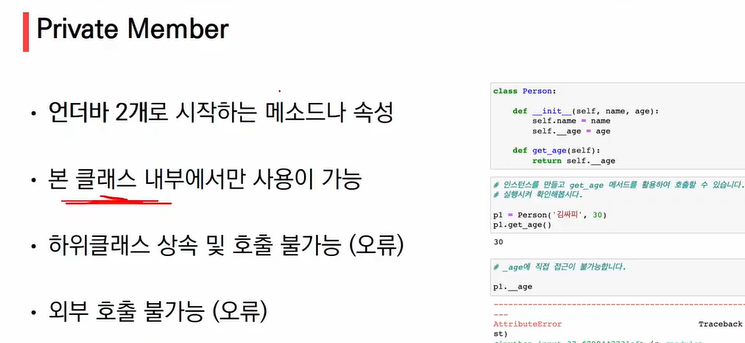 Private Member
• 언더바 2개로 시작하는 메소드나 속성
• 본 클래스 내부에서만 사용이 가능
• 하위클래스 상속 및 호출 불가능 (오류)
• 외부 호출 불가능 (오류)
class Person:
def __init__(self, name, age):
self.name = name
self.__age = age
def get_age(self):
return self.__age
# 인스턴스를 만들고 get_age 메서드를 활용하여 호출할 수 있습니다.
# 실행시켜 확인해봅시다.
p1 = Person('김싸피', 30)
p1.get_age()
30
# _age에 직접 접근이 불가능합니다.
p1.__age
---
AttributeError Traceback
st)